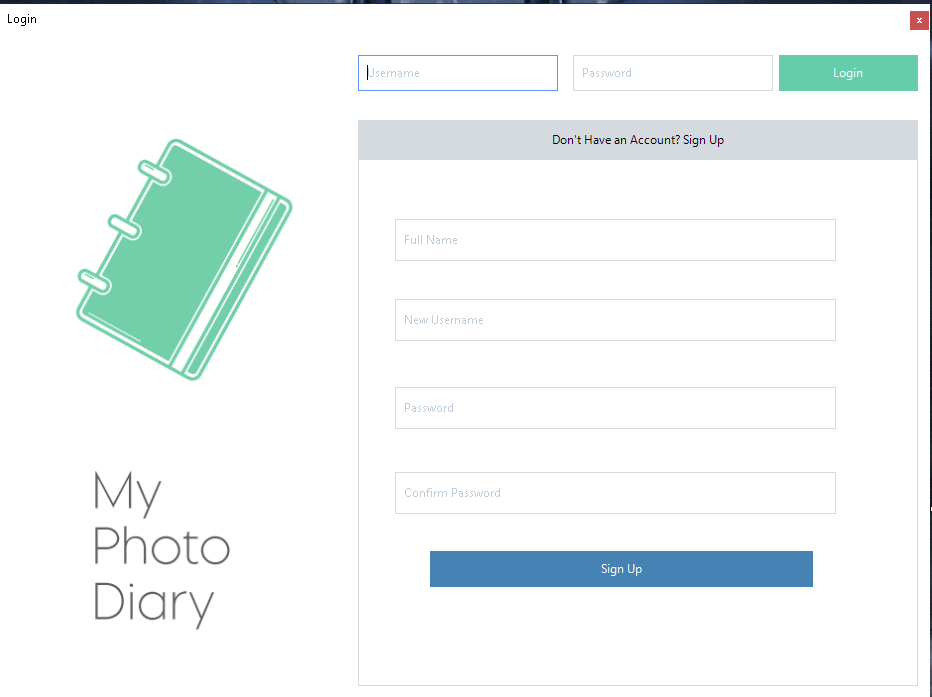 Login
x
Username
Password
Login
Don't Have an Account? Sign Up
Full Name
New Username
Password
Confirm Password
Sign Up
My
Photo
Diary